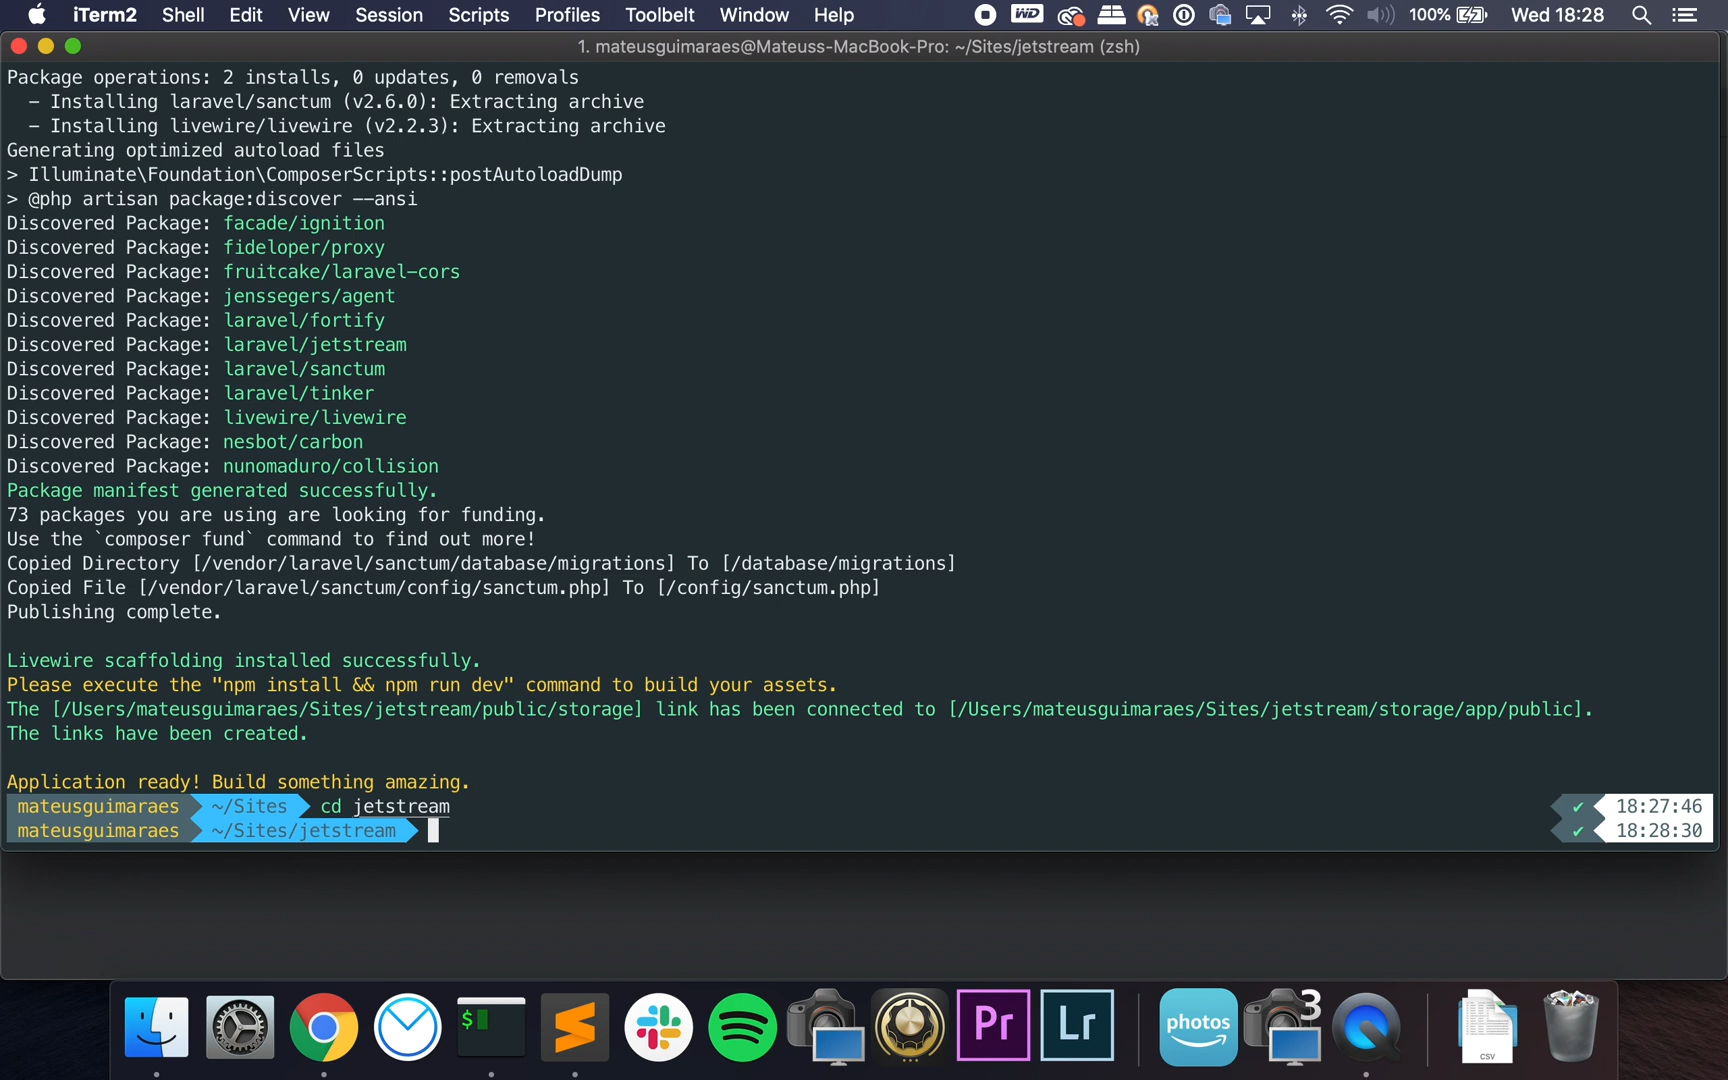 iTerm2 Shell Edit View Session Scripts Profiles Toolbelt Window Help WD 100% Wed 18:28
1. mateusguimaraes@Mateuss-MacBook-Pro: ~/Sites/jetstream (zsh)
Package operations: 2 installs, 0 updates, 0 removals
  - Installing laravel/sanctum (v2.6.0): Extracting archive
  - Installing livewire/livewire (v2.2.3): Extracting archive
Generating optimized autoload files
> Illuminate\Foundation\ComposerScripts::postAutoloadDump
> @php artisan package:discover --ansi
Discovered Package: facade/ignition
Discovered Package: fideloper/proxy
Discovered Package: fruitcake/laravel-cors
Discovered Package: jenssegers/agent
Discovered Package: laravel/fortify
Discovered Package: laravel/jetstream
Discovered Package: laravel/sanctum
Discovered Package: laravel/tinker
Discovered Package: livewire/livewire
Discovered Package: nesbot/carbon
Discovered Package: nunomaduro/collision
Package manifest generated successfully.
73 packages you are using are looking for funding.
Use the `composer fund` command to find out more!
Copied Directory [/vendor/laravel/sanctum/database/migrations] To [/database/migrations]
Copied File [/vendor/laravel/sanctum/config/sanctum.php] To [/config/sanctum.php]
Publishing complete.
Livewire scaffolding installed successfully.
Please execute the "npm install && npm run dev" command to build your assets.
The [/Users/mateusguimaraes/Sites/jetstream/public/storage] link has been connected to [/Users/mateusguimaraes/Sites/jetstream/storage/app/public].
The links have been created.
Application ready! Build something amazing.
mateusguimaraes ~/Sites cd jetstream ✔ 18:27:46
mateusguimaraes ~/Sites/jetstream ✔ 18:28:30
$ Pr Lr photos 3 CSV